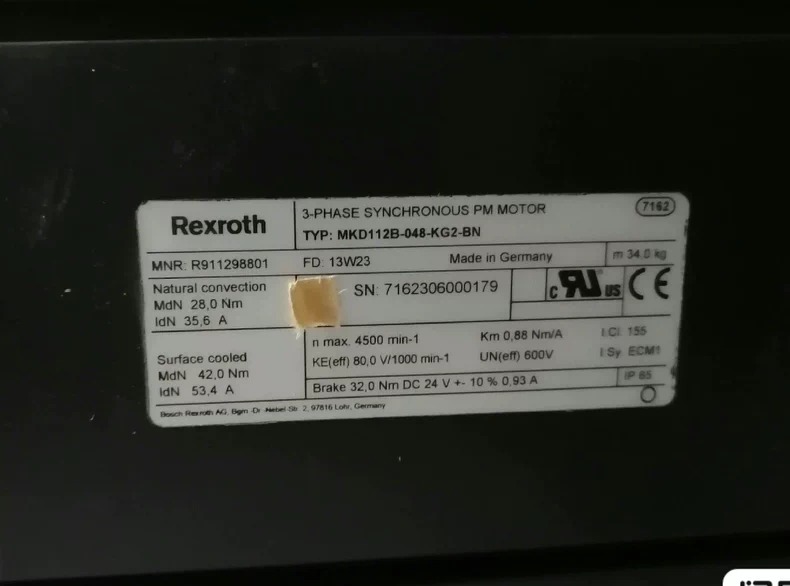 Rexroth
3-PHASE SYNCHRONOUS PM MOTOR
7162
TYP: MKD112B-048-KG2-BN
MNR: R911298801
FD: 13W23
Made in Germany
m 34.0 kg
Natural convection
MdN 28,0 Nm
IdN 35,6 A
SN: 7162306000179
c RU us
CE
n max. 4500 min-1
Km 0,88 Nm/A
I.Cl. 155
KE(eff) 80,0 V/1000 min-1
UN(eff) 600V
I Sy ECM1
Surface cooled
MdN 42,0 Nm
IdN 53,4 A
Brake 32,0 Nm DC 24 V +- 10 % 0,93 A
IP 65
Bosch Rexroth AG, Bgm.-Dr.-Nebel-Str. 2, 97816 Lohr, Germany